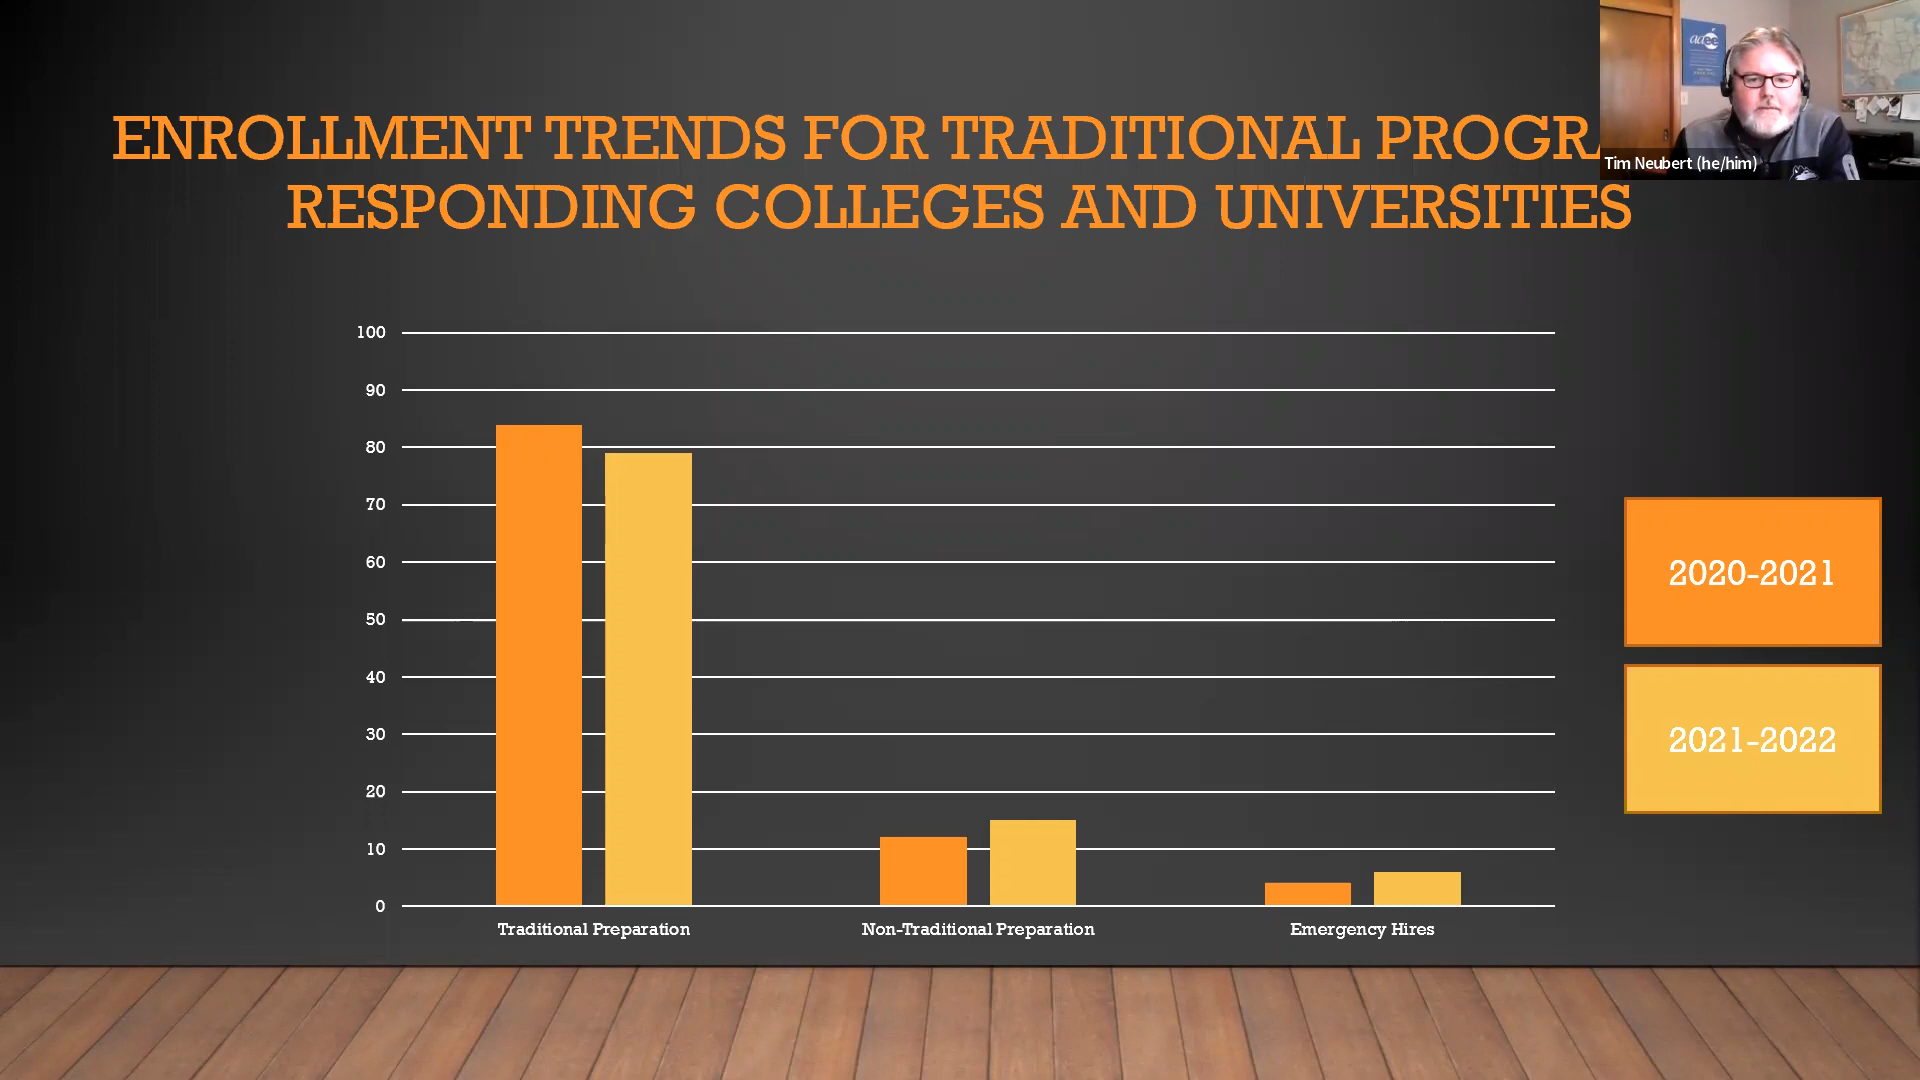 ENROLLMENT TRENDS FOR TRADITIONAL
RESPONDING COLLEGES AND UNIVERSITIES
aaee
Tim Neubert (he/him)
100
90
80
70
60
50
40
30
20
10
0
Traditional Preparation
Non-Traditional Preparation
Emergency Hires
2020-2021
2021-2022